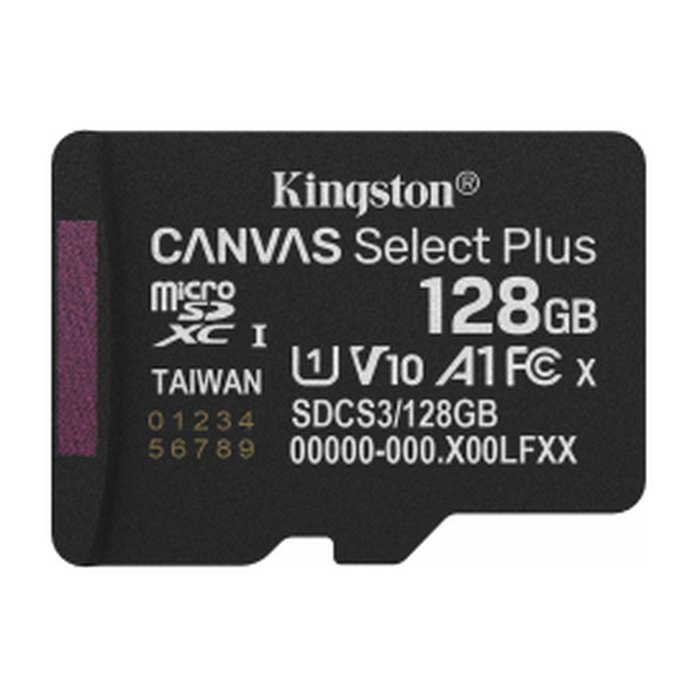 Kingston®
CANVAS Select Plus
micro SD XC I
128GB
U1 V10 A1 FC X
TAIWAN
SDCS3/128GB
01234
56789
00000-000.X00LFXX